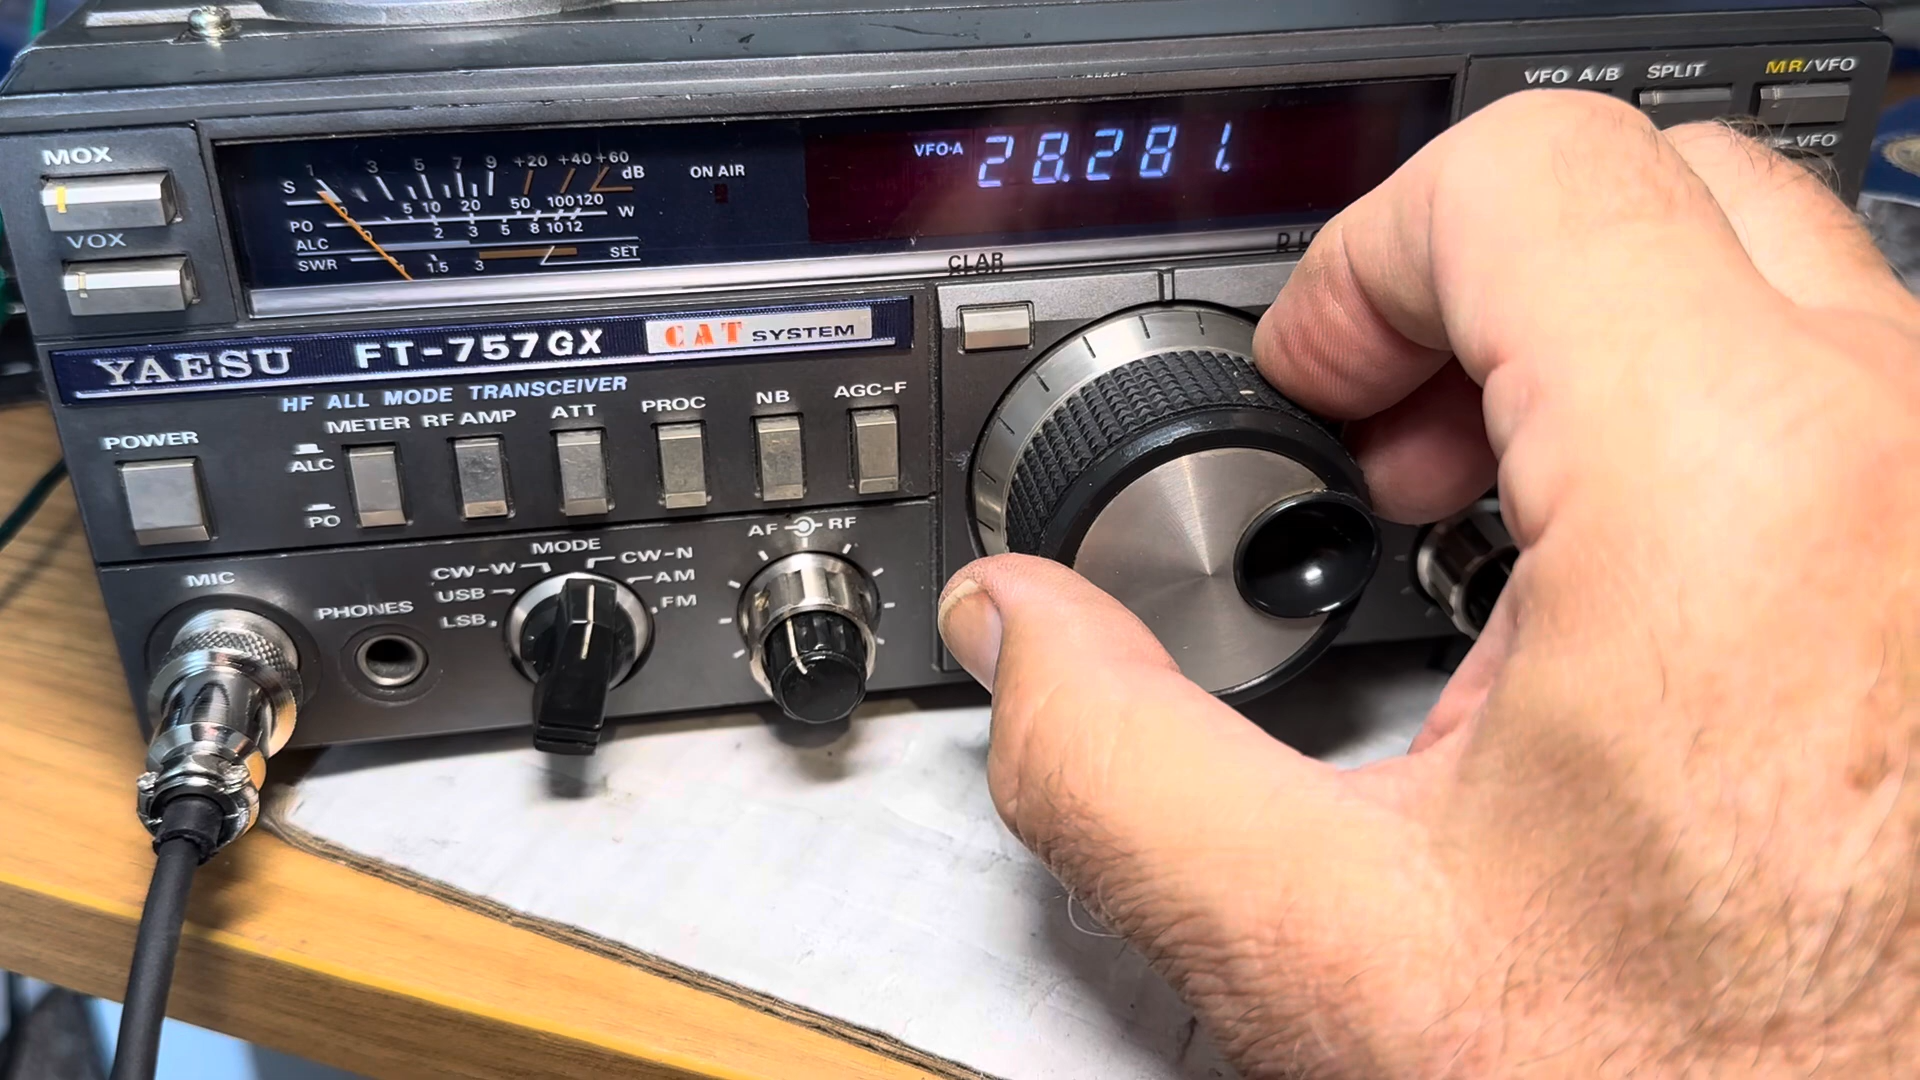 VFO A/B SPLIT MR/VFO
VFO
MOX
VOX
S 1 3 5 7 9 +20 +40 +60 dB
PO 0 5 10 20 50 100 120 W
0 2 3 5 8 10 12
ALC
SWR 1 1.5 3 SET
ON AIR
VFO·A 28.281.
CLAR
YAESU FT-757GX CAT SYSTEM
HF ALL MODE TRANSCEIVER
POWER
METER RF AMP ATT PROC NB AGC-F
ALC
PO
MIC
PHONES
MODE
CW-W CW-N
USB AM
LSB FM
AF RF